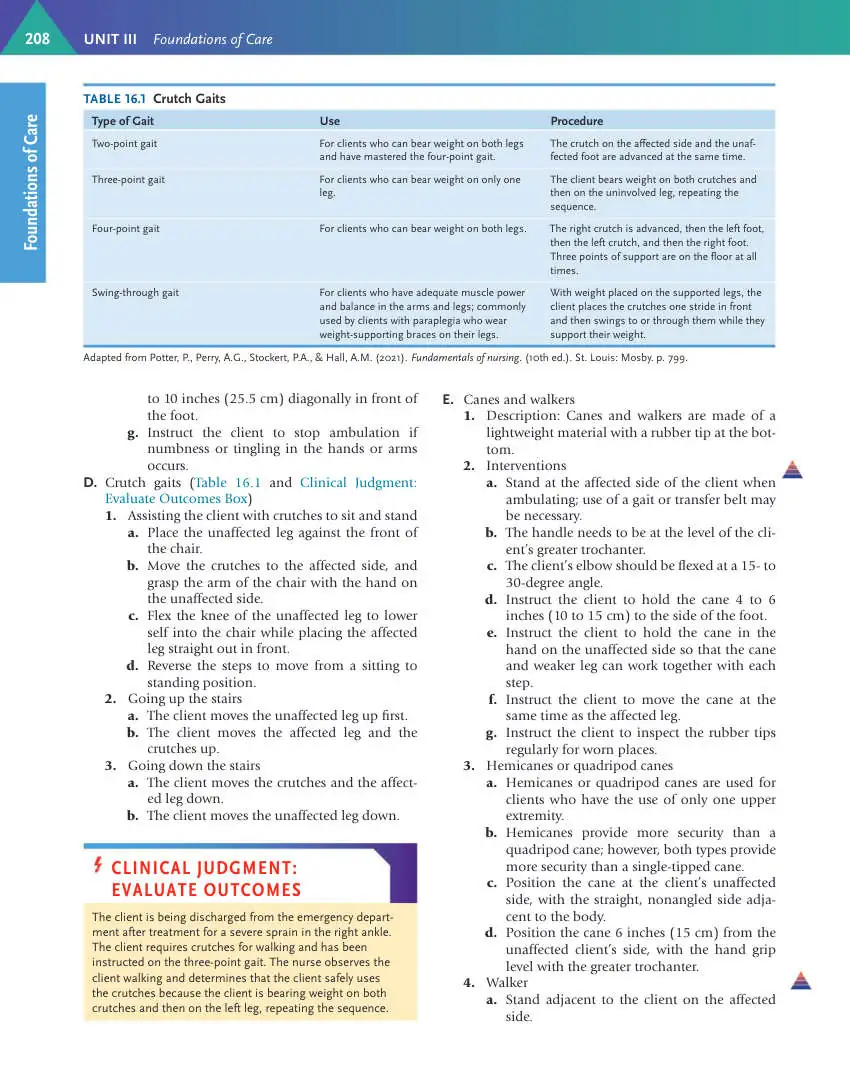 208
UNIT III Foundations of Care
Foundations of Care
TABLE 16.1 Crutch Gaits
Type of Gait
Use
Procedure
Two-point gait
For clients who can bear weight on both legs
and have mastered the four-point gait.
The crutch on the affected side and the unaf-
fected foot are advanced at the same time.
Three-point gait
For clients who can bear weight on only one
leg.
The client bears weight on both crutches and
then on the uninvolved leg, repeating the
sequence.
Four-point gait
For clients who can bear weight on both legs.
The right crutch is advanced, then the left foot,
then the left crutch, and then the right foot.
Three points of support are on the floor at all
times.
Swing-through gait
For clients who have adequate muscle power
and balance in the arms and legs; commonly
used by clients with paraplegia who wear
weight-supporting braces on their legs.
With weight placed on the supported legs, the
client places the crutches one stride in front
and then swings to or through them while they
support their weight.
Adapted from Potter, P., Perry, A.G., Stockert, P.A., & Hall, A.M. (2021). Fundamentals of nursing. (10th ed.). St. Louis: Mosby. p. 799.
to 10 inches (25.5 cm) diagonally in front of
the foot.
g. Instruct the client to stop ambulation if
numbness or tingling in the hands or arms
occurs.
D. Crutch gaits (Table 16.1 and Clinical Judgment:
Evaluate Outcomes Box)
1. Assisting the client with crutches to sit and stand
a. Place the unaffected leg against the front of
the chair.
b. Move the crutches to the affected side, and
grasp the arm of the chair with the hand on
the unaffected side.
c. Flex the knee of the unaffected leg to lower
self into the chair while placing the affected
leg straight out in front.
d. Reverse the steps to move from a sitting to
standing position.
2. Going up the stairs
a. The client moves the unaffected leg up first.
b. The client moves the affected leg and the
crutches up.
3. Going down the stairs
a. The client moves the crutches and the affect-
ed leg down.
b. The client moves the unaffected leg down.
CLINICAL JUDGMENT:
EVALUATE OUTCOMES
The client is being discharged from the emergency depart-
ment after treatment for a severe sprain in the right ankle.
The client requires crutches for walking and has been
instructed on the three-point gait. The nurse observes the
client walking and determines that the client safely uses
the crutches because the client is bearing weight on both
crutches and then on the left leg, repeating the sequence.
E. Canes and walkers
1. Description: Canes and walkers are made of a
lightweight material with a rubber tip at the bot-
tom.
2. Interventions
a. Stand at the affected side of the client when
ambulating; use of a gait or transfer belt may
be necessary.
b. The handle needs to be at the level of the cli-
ent's greater trochanter.
c. The client's elbow should be flexed at a 15- to
30-degree angle.
d. Instruct the client to hold the cane 4 to 6
inches (10 to 15 cm) to the side of the foot.
e. Instruct the client to hold the cane in the
hand on the unaffected side so that the cane
and weaker leg can work together with each
step.
f. Instruct the client to move the cane at the
same time as the affected leg.
g. Instruct the client to inspect the rubber tips
regularly for worn places.
3. Hemicanes or quadripod canes
a. Hemicanes or quadripod canes are used for
clients who have the use of only one upper
extremity.
b. Hemicanes provide more security than a
quadripod cane; however, both types provide
more security than a single-tipped cane.
c. Position the cane at the client's unaffected
side, with the straight, nonangled side adja-
cent to the body.
d. Position the cane 6 inches (15 cm) from the
unaffected client's side, with the hand grip
level with the greater trochanter.
4. Walker
a. Stand adjacent to the client on the affected
side.